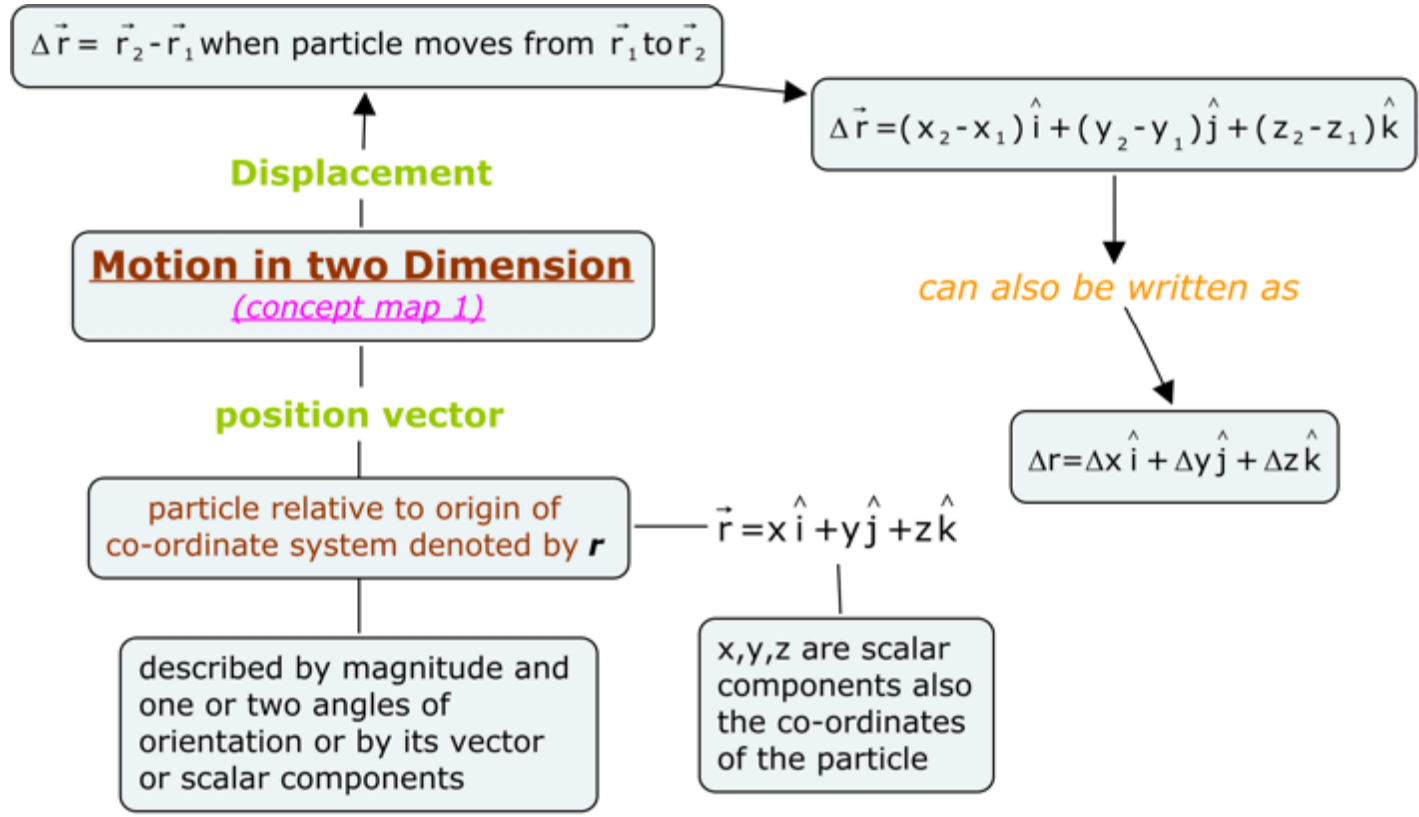 Δr⃗ = r⃗₂-r⃗₁ when particle moves from r⃗₁ to r⃗₂
Δr⃗ =(x₂-x₁)î+(y₂-y₁)ĵ+(z₂-z₁)k̂
Displacement
Motion in two Dimension
(concept map 1)
can also be written as
position vector
Δr=Δxî+Δyĵ+Δzk̂
particle relative to origin of
co-ordinate system denoted by r
r⃗=xî+yĵ+zk̂
described by magnitude and
one or two angles of
orientation or by its vector
or scalar components
x,y,z are scalar
components also
the co-ordinates
of the particle